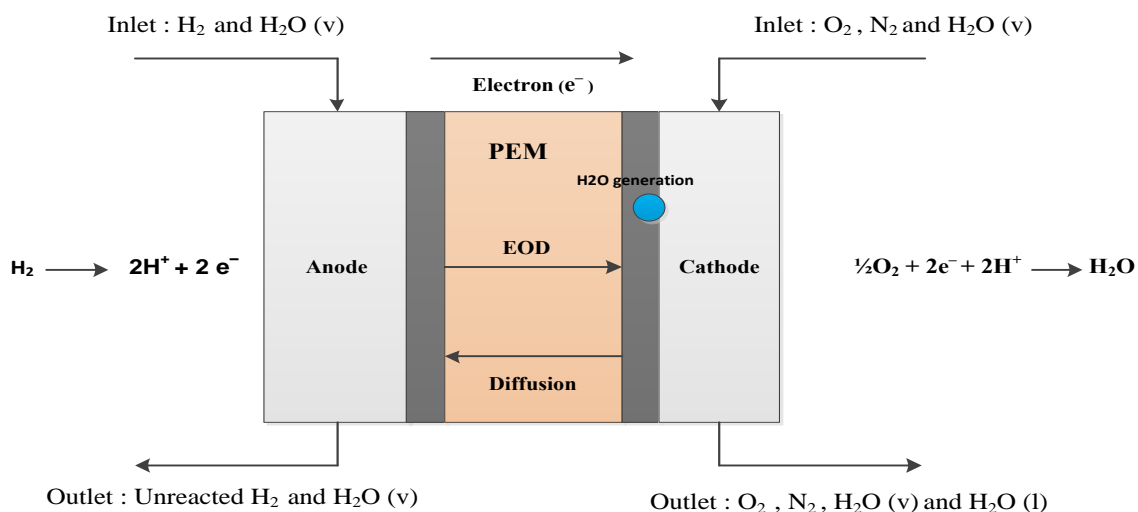 Inlet : H₂ and H₂O (v)
Inlet : O₂ , N₂ and H₂O (v)
Electron (e⁻)
PEM
H2O generation
EOD
H₂ → 2H⁺ + 2 e⁻
Anode
Cathode
½O₂ + 2e⁻ + 2H⁺ → H₂O
Diffusion
Outlet : Unreacted H₂ and H₂O (v)
Outlet : O₂ , N₂ , H₂O (v) and H₂O (l)